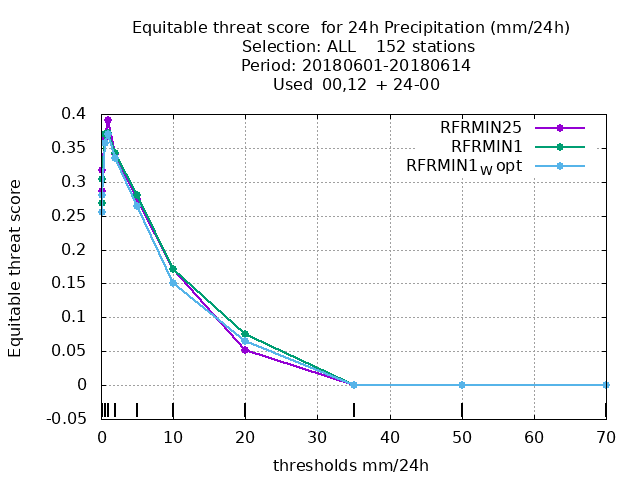 Equitable threat score  for 24h Precipitation (mm/24h)
Selection: ALL    152 stations
Period: 20180601-20180614
Used  00,12  + 24-00
RFRMIN25
RFRMIN1
RFRMIN1W opt
Equitable threat score
0.4
0.35
0.3
0.25
0.2
0.15
0.1
0.05
0
-0.05
0 10 20 30 40 50 60 70
thresholds mm/24h